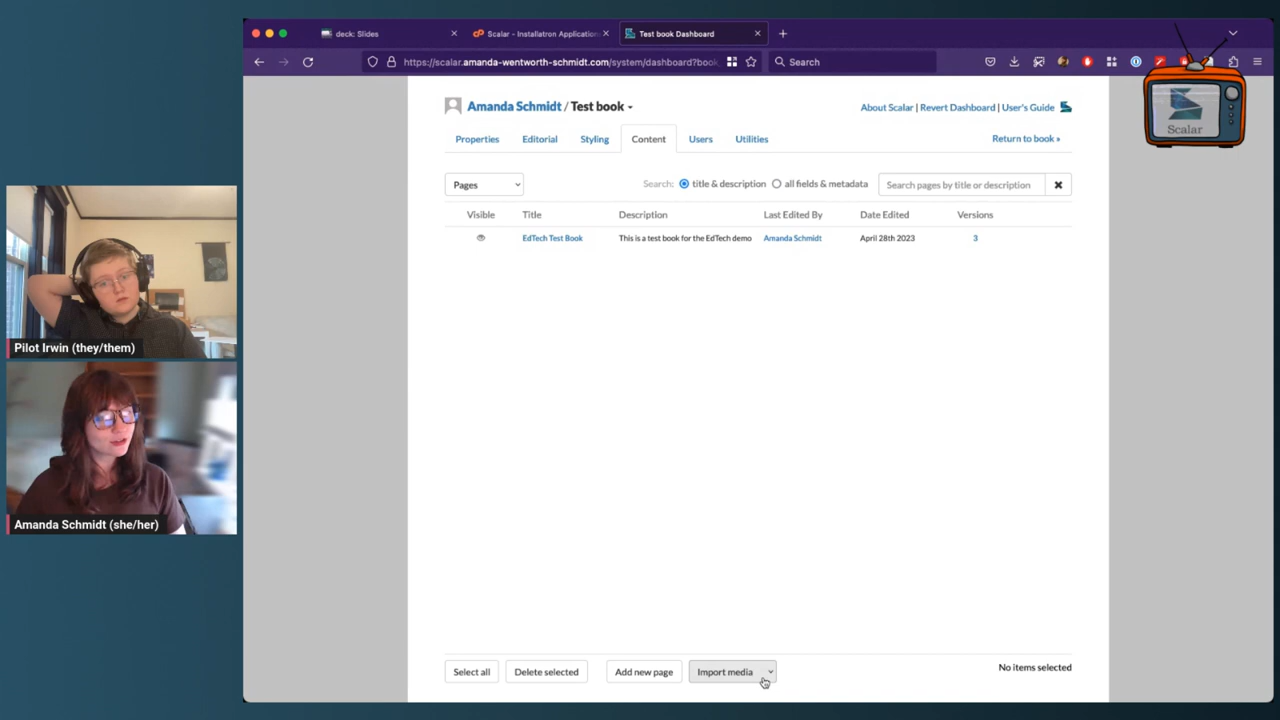 deck: Slides
Scalar - Installatron Application
Test book Dashboard
https://scalar.amanda-wentworth-schmidt.com/system/dashboard?book_
Search
Scalar
Amanda Schmidt / Test book
About Scalar | Revert Dashboard | User's Guide
Properties
Editorial
Styling
Content
Users
Utilities
Return to book »
Pages
Search: title & description all fields & metadata
Search pages by title or description
Visible
Title
Description
Last Edited By
Date Edited
Versions
EdTech Test Book
This is a test book for the EdTech demo
Amanda Schmidt
April 28th 2023
3
Pilot Irwin (they/them)
Amanda Schmidt (she/her)
Select all
Delete selected
Add new page
Import media
No items selected